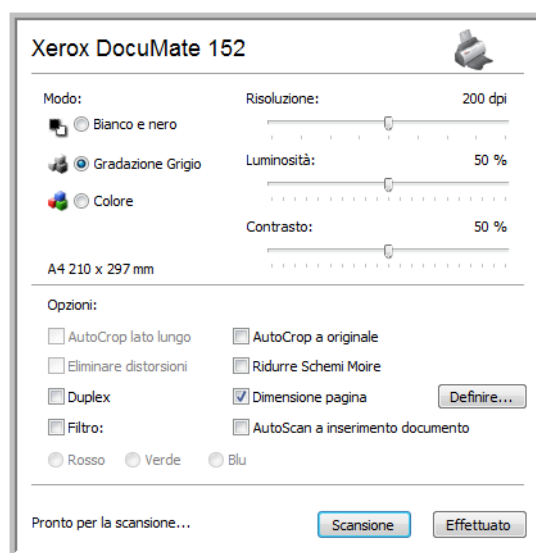 Xerox DocuMate 152
Modo:
Bianco e nero
Gradazione Grigio
Colore
A4 210 x 297 mm
Risoluzione: 200 dpi
Luminosità: 50 %
Contrasto: 50 %
Opzioni:
AutoCrop lato lungo AutoCrop a originale
Eliminare distorsioni Ridurre Schemi Moire
Duplex Dimensione pagina Definire...
Filtro: AutoScan a inserimento documento
Rosso Verde Blu
Pronto per la scansione... Scansione Effettuato